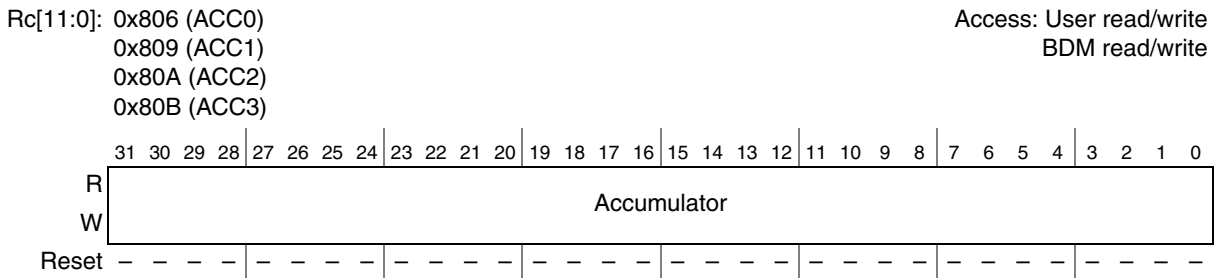 Rc[11:0]: 0x806 (ACC0) Access: User read/write
0x809 (ACC1) BDM read/write
0x80A (ACC2)
0x80B (ACC3)
31 30 29 28 27 26 25 24 23 22 21 20 19 18 17 16 15 14 13 12 11 10 9 8 7 6 5 4 3 2 1 0
R
Accumulator
W
Reset – – – – – – – – – – – – – – – – – – – – – – – – – – – – – – – –